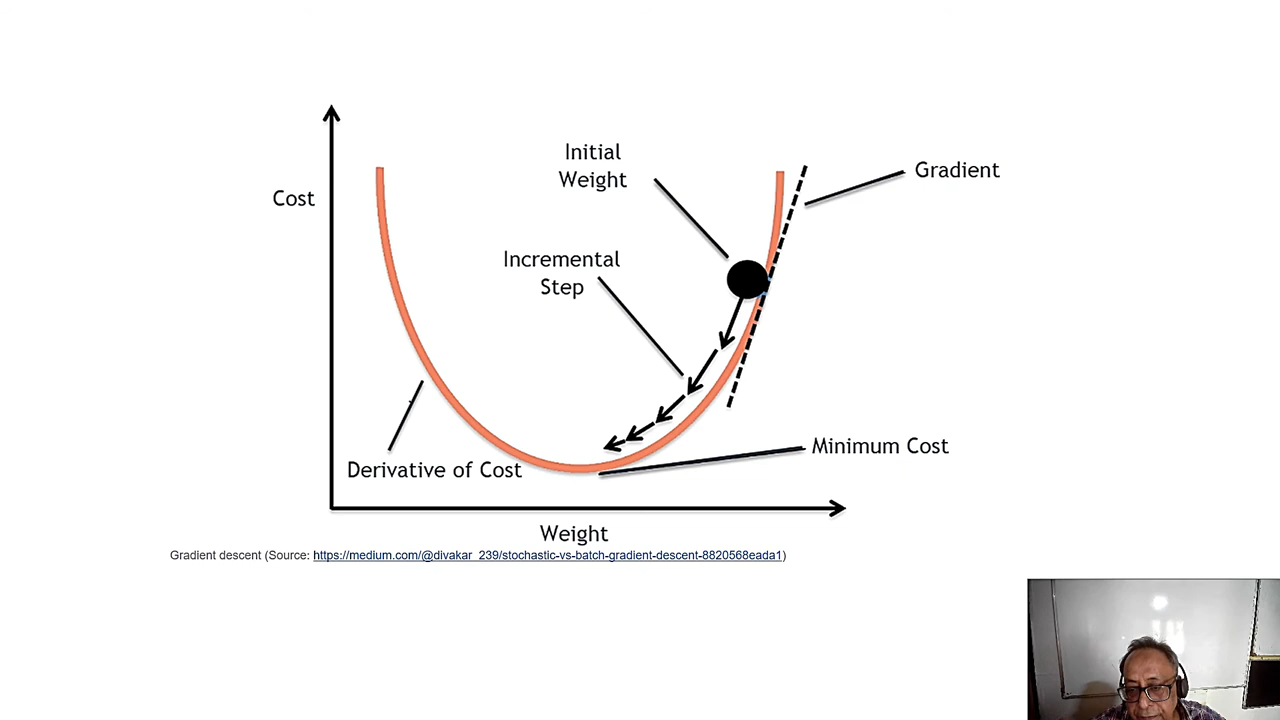 Initial
Weight
Gradient
Cost
Incremental
Step
Minimum Cost
Derivative of Cost
Weight
Gradient descent (Source: https://medium.com/@divakar_239/stochastic-vs-batch-gradient-descent-8820568eada1)